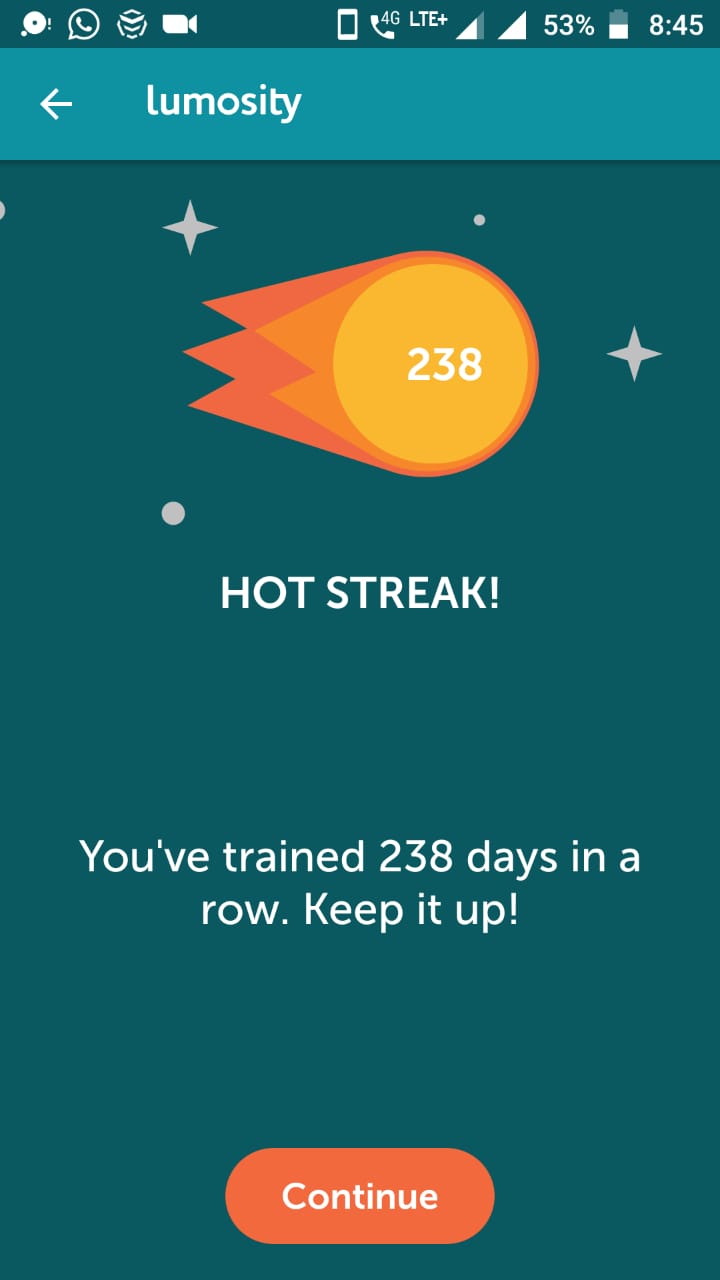 4G LTE+ 53% 8:45
lumosity
238
HOT STREAK!
You've trained 238 days in a
row. Keep it up!
Continue